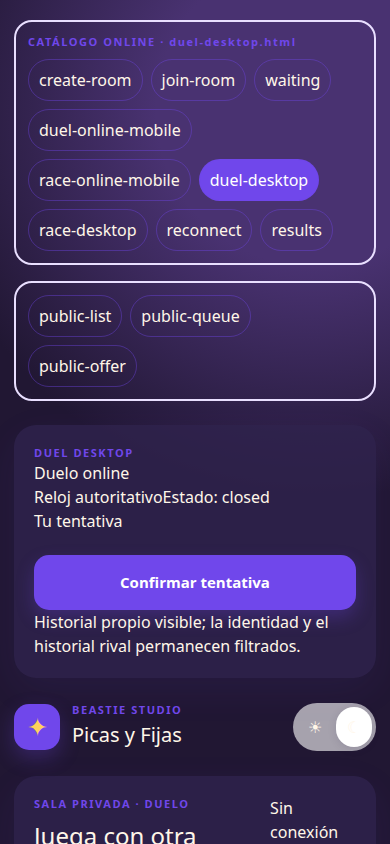 CATÁLOGO ONLINE · duel-desktop.html
create-room join-room waiting
duel-online-mobile
race-online-mobile duel-desktop
race-desktop reconnect results
public-list public-queue
public-offer
DUEL DESKTOP
Duelo online
Reloj autoritativoEstado: closed
Tu tentativa
Confirmar tentativa
Historial propio visible; la identidad y el
historial rival permanecen filtrados.
BEASTIE STUDIO
Picas y Fijas
SALA PRIVADA · DUELO
Juega con otra
Sin
conexión